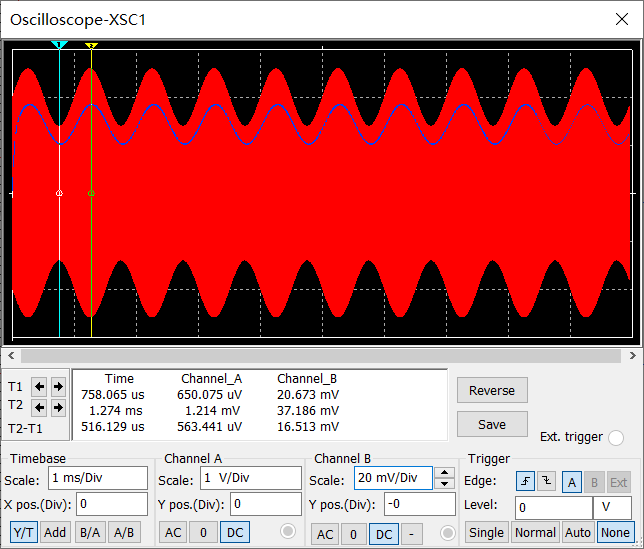 Oscilloscope-XSC1
1 2
T1
T2
T2-T1
Time Channel_A Channel_B
758.065 us 650.075 uV 20.673 mV
1.274 ms 1.214 mV 37.186 mV
516.129 us 563.441 uV 16.513 mV
Reverse
Save
Ext. trigger
Timebase
Scale: 1 ms/Div
X pos.(Div): 0
Y/T Add B/A A/B
Channel A
Scale: 1 V/Div
Y pos.(Div): 0
AC 0 DC
Channel B
Scale: 20 mV/Div
Y pos.(Div): -0
AC 0 DC -
Trigger
Edge: A B Ext
Level: 0 V
Single Normal Auto None